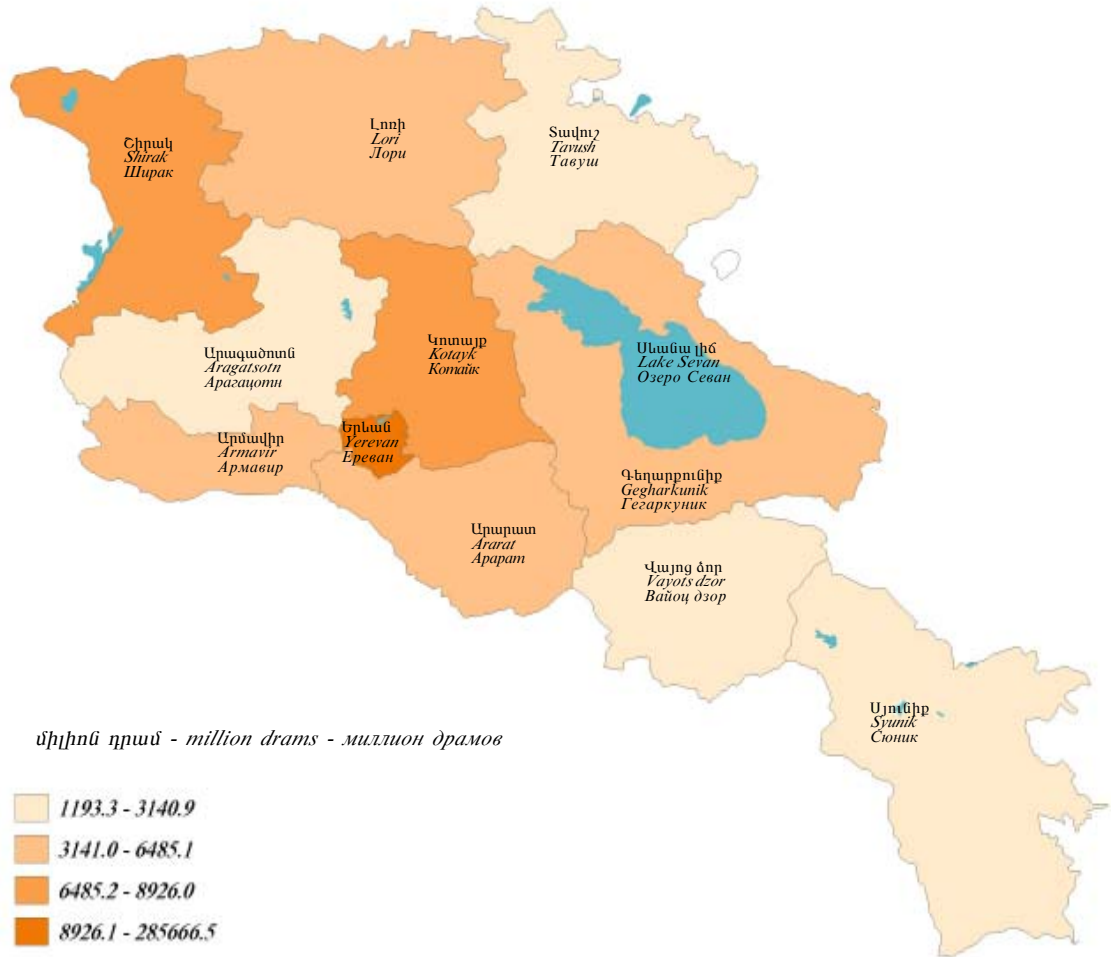 Լոռի
Lori
Лори
Տավուշ
Tavush
Тавуш
Շիրակ
Shirak
Ширак
Կոտայք
Kotayk
Котайк
Սևանա լիճ
Lake Sevan
Озеро Севан
Արագածոտն
Aragatsotn
Арагацотн
Երևան
Yerevan
Ереван
Արմավիր
Armavir
Армавир
Գեղարքունիք
Gegharkunik
Гегаркуник
Արարատ
Ararat
Арарат
Վայոց ձոր
Vayots dzor
Вайоц дзор
Սյունիք
Syunik
Сюник
միլիոն դրամ - million drams - миллион драмов
1193.3 - 3140.9
3141.0 - 6485.1
6485.2 - 8926.0
8926.1 - 285666.5